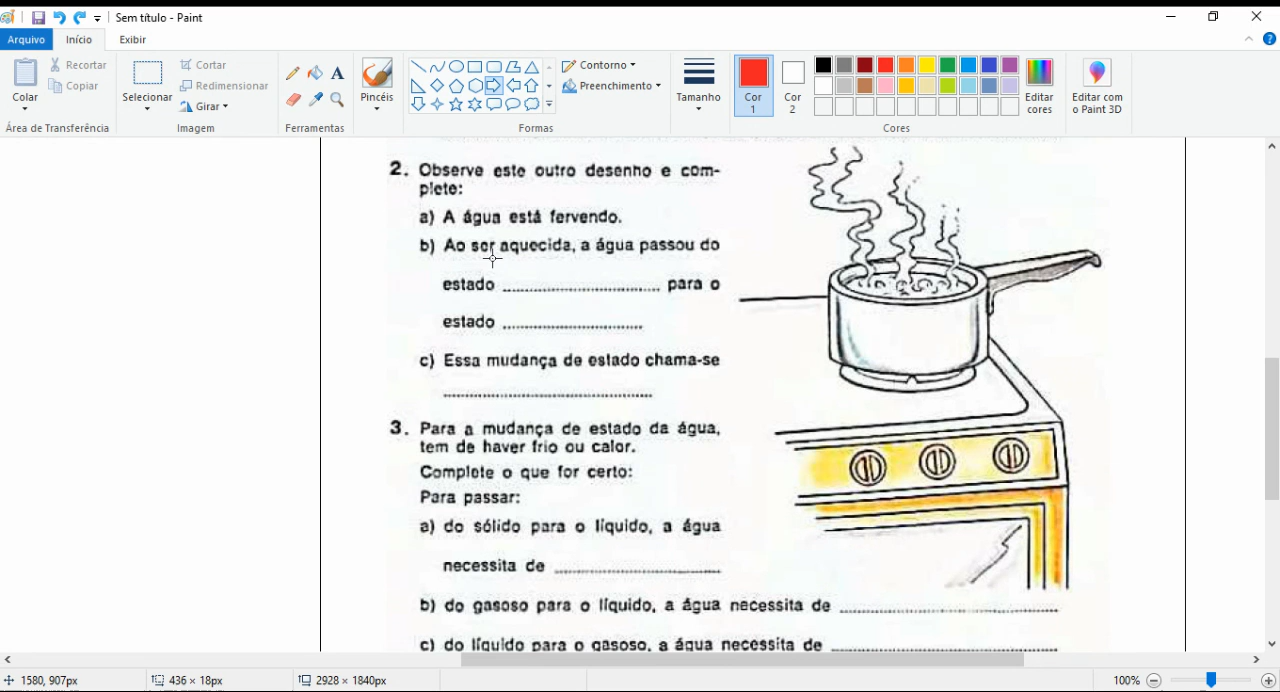 Sem título - Paint
Arquivo
Início
Exibir
Colar
Recortar
Copiar
Área de Transferência
Selecionar
Cortar
Redimensionar
Girar
Imagem
A
Ferramentas
Pincéis
Contorno
Preenchimento
Formas
Tamanho
Cor 1
Cor 2
Editar cores
Editar com o Paint 3D
Cores
2. Observe este outro desenho e com-
plete:
a) A água está fervendo.
b) Ao ser aquecida, a água passou do
estado ........................................ para o
estado ........................................
c) Essa mudança de estado chama-se
........................................
3. Para a mudança de estado da água,
tem de haver frio ou calor.
Complete o que for certo:
Para passar:
a) do sólido para o líquido, a água
necessita de ........................................
b) do gasoso para o líquido, a água necessita de ........................................
c) do líquido para o gasoso, a água necessita de ........................................
1580, 907px
436 × 18px
2928 × 1840px
100%